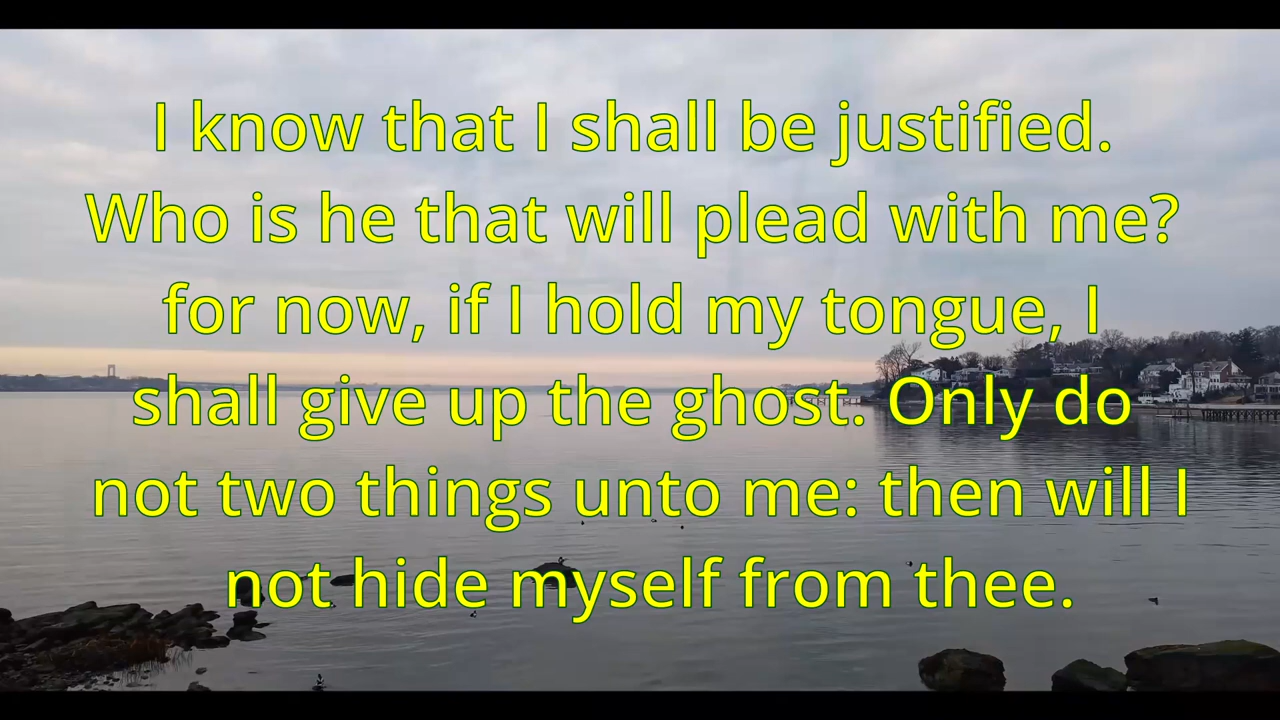 I know that I shall be justified.
Who is he that will plead with me?
for now, if I hold my tongue, I
shall give up the ghost. Only do
not two things unto me: then will I
not hide myself from thee.